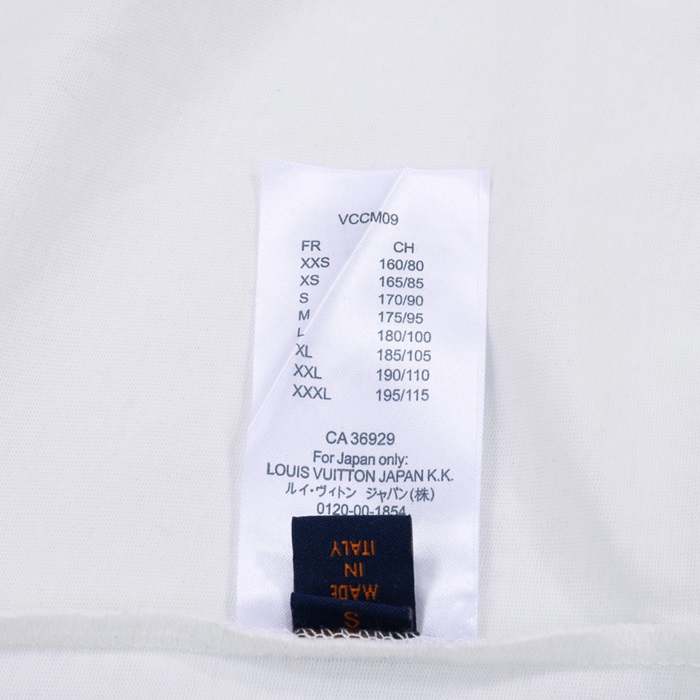 VCCM09
FR CH
XXS 160/80
XS 165/85
S 170/90
M 175/95
L 180/100
XL 185/105
XXL 190/110
XXXL 195/115
CA 36929
For Japan only:
LOUIS VUITTON JAPAN K.K.
ルイ・ヴィトン ジャパン(株)
0120-00-1854
MADE
IN
ITALY
S